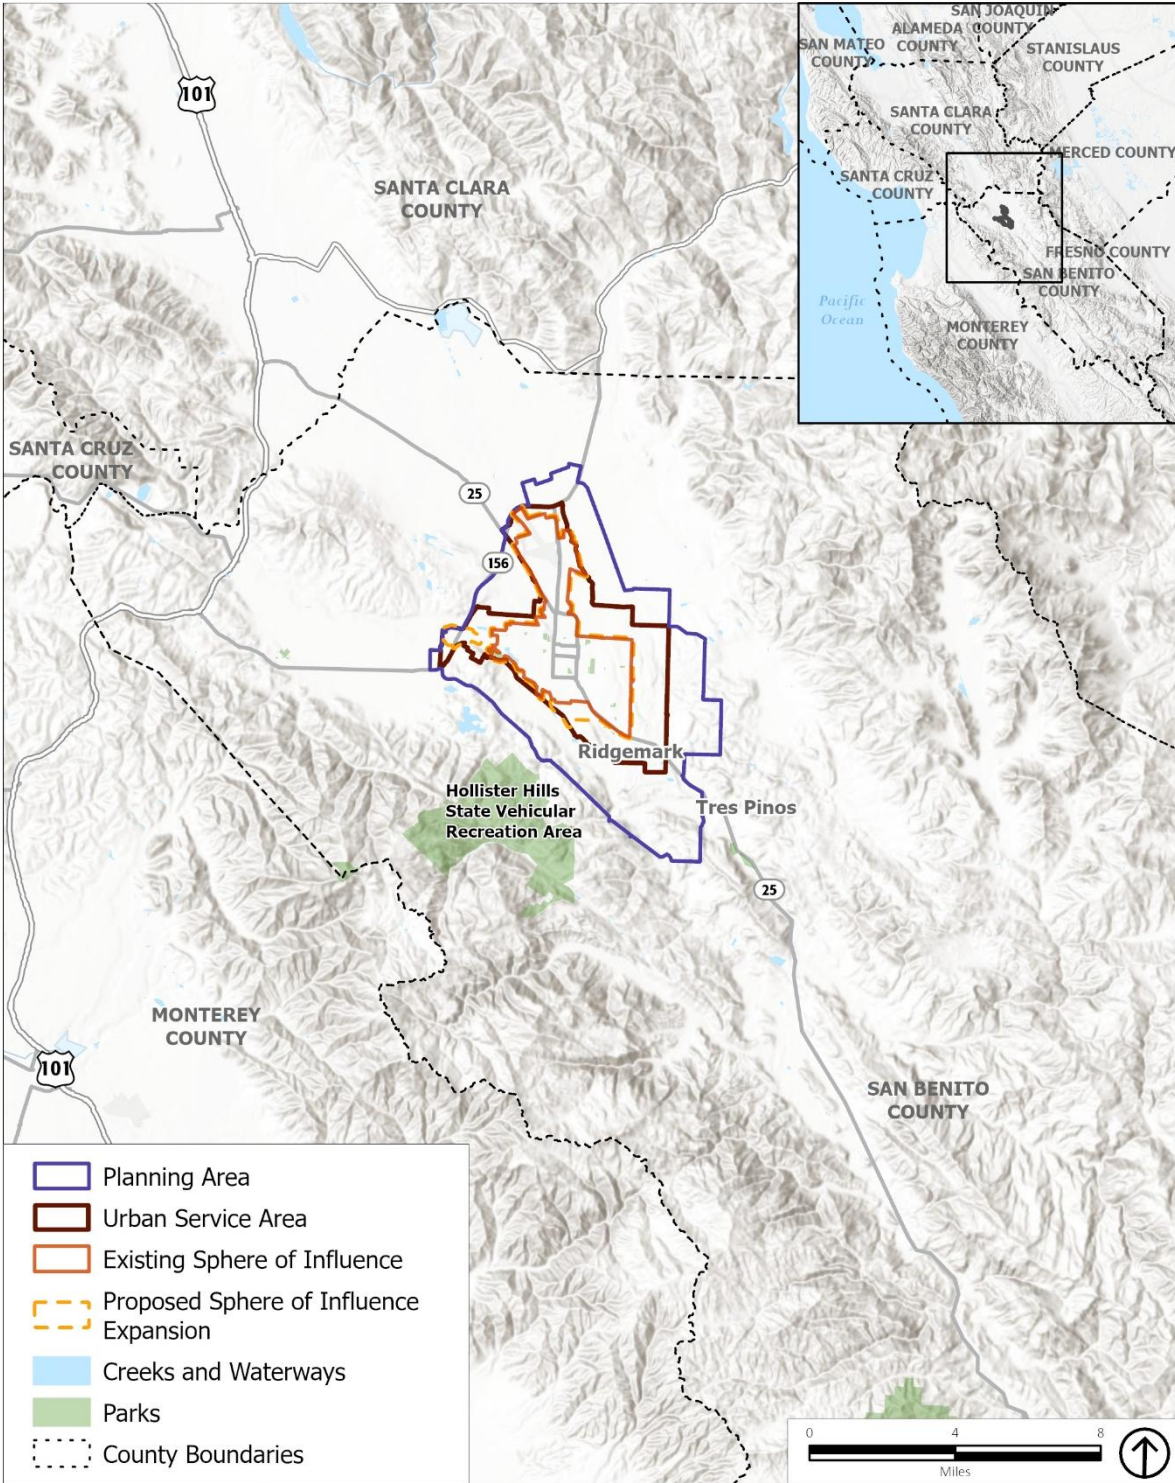 101
SANTA CLARA
COUNTY
SANTA CRUZ
COUNTY
25
156
Ridgemark
Hollister Hills
State Vehicular
Recreation Area
Tres Pinos
25
MONTEREY
COUNTY
101
SAN BENITO
COUNTY
SAN JOAQUIN
COUNTY
ALAMEDA
COUNTY
SAN MATEO
COUNTY
STANISLAUS
COUNTY
SANTA CLARA
COUNTY
MERCED COUNTY
SANTA CRUZ
COUNTY
FRESNO COUNTY
SAN BENITO
COUNTY
Pacific
Ocean
MONTEREY
COUNTY
Planning Area
Urban Service Area
Existing Sphere of Influence
Proposed Sphere of Influence
Expansion
Creeks and Waterways
Parks
County Boundaries
0 4 8
Miles